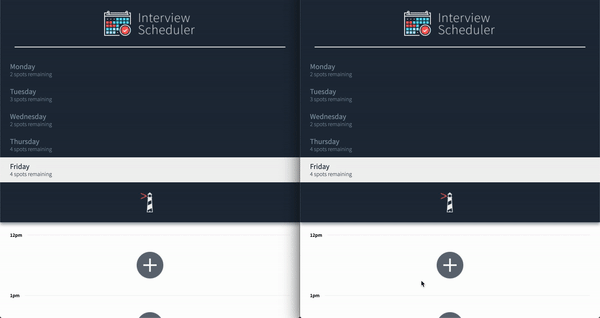 Interview
Scheduler
Monday
2 spots remaining
Tuesday
3 spots remaining
Wednesday
2 spots remaining
Thursday
4 spots remaining
Friday
4 spots remaining
12pm
1pm
Interview
Scheduler
Monday
2 spots remaining
Tuesday
3 spots remaining
Wednesday
2 spots remaining
Thursday
4 spots remaining
Friday
4 spots remaining
12pm
1pm